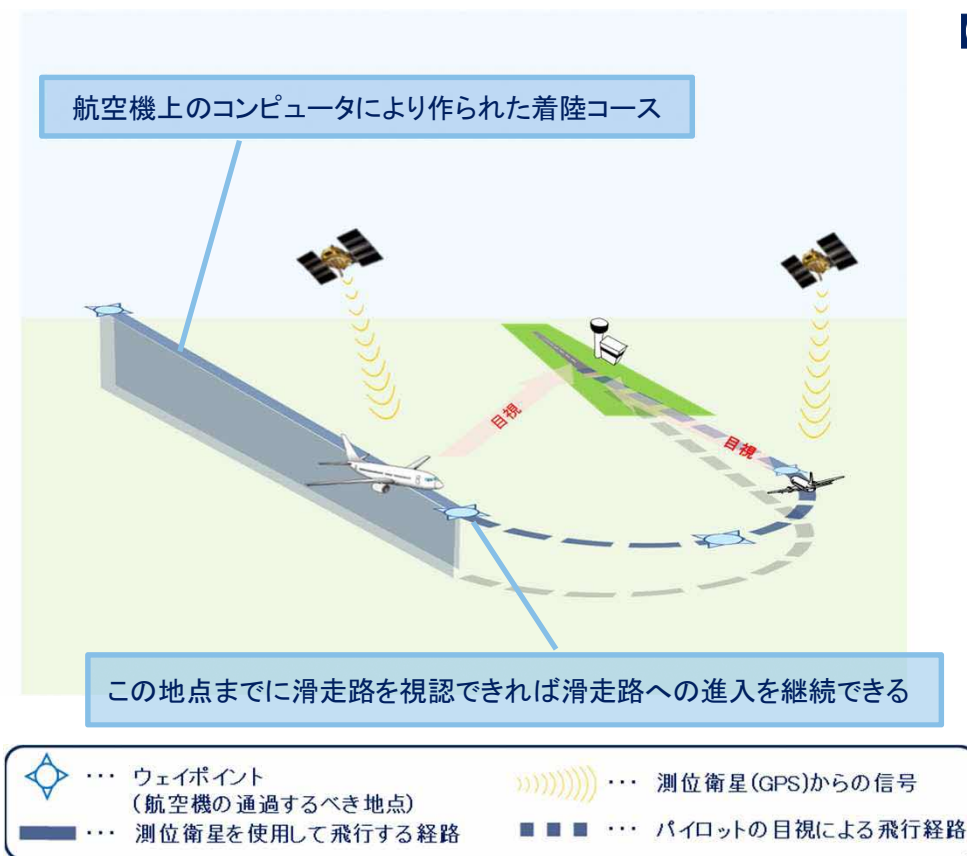 航空機上のコンピュータにより作られた着陸コース
目視
目視
この地点までに滑走路を視認できれば滑走路への進入を継続できる
･･･ ウェイポイント
(航空機の通過するべき地点)
･･･ 測位衛星を使用して飛行する経路
･･･ 測位衛星(GPS)からの信号
･･･ パイロットの目視による飛行経路